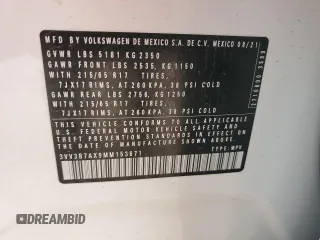 MFD BY VOLKSWAGEN DE MEXICO S.A. DE C.V. MEXICO 08/21
GVWR LBS 5181 KG 2350
GAWR FRONT LBS 2535, KG 1150
WITH 215/65 R17 TIRES,
7JX17 RIMS, AT 260 KPA, 38 PSI COLD
GAWR REAR LBS 2756, KG 1250
WITH 215/65 R17 TIRES,
7JX17 RIMS, AT 260 KPA, 38 PSI COLD
THIS VEHICLE CONFORMS TO ALL APPLICABLE
U.S. FEDERAL MOTOR VEHICLE SAFETY
STANDARDS IN EFFECT ON THE DATE OF
MANUFACTURE SHOWN ABOVE.
3VV3B7AX9MM153871 TYPE: MPV
DREAMBID